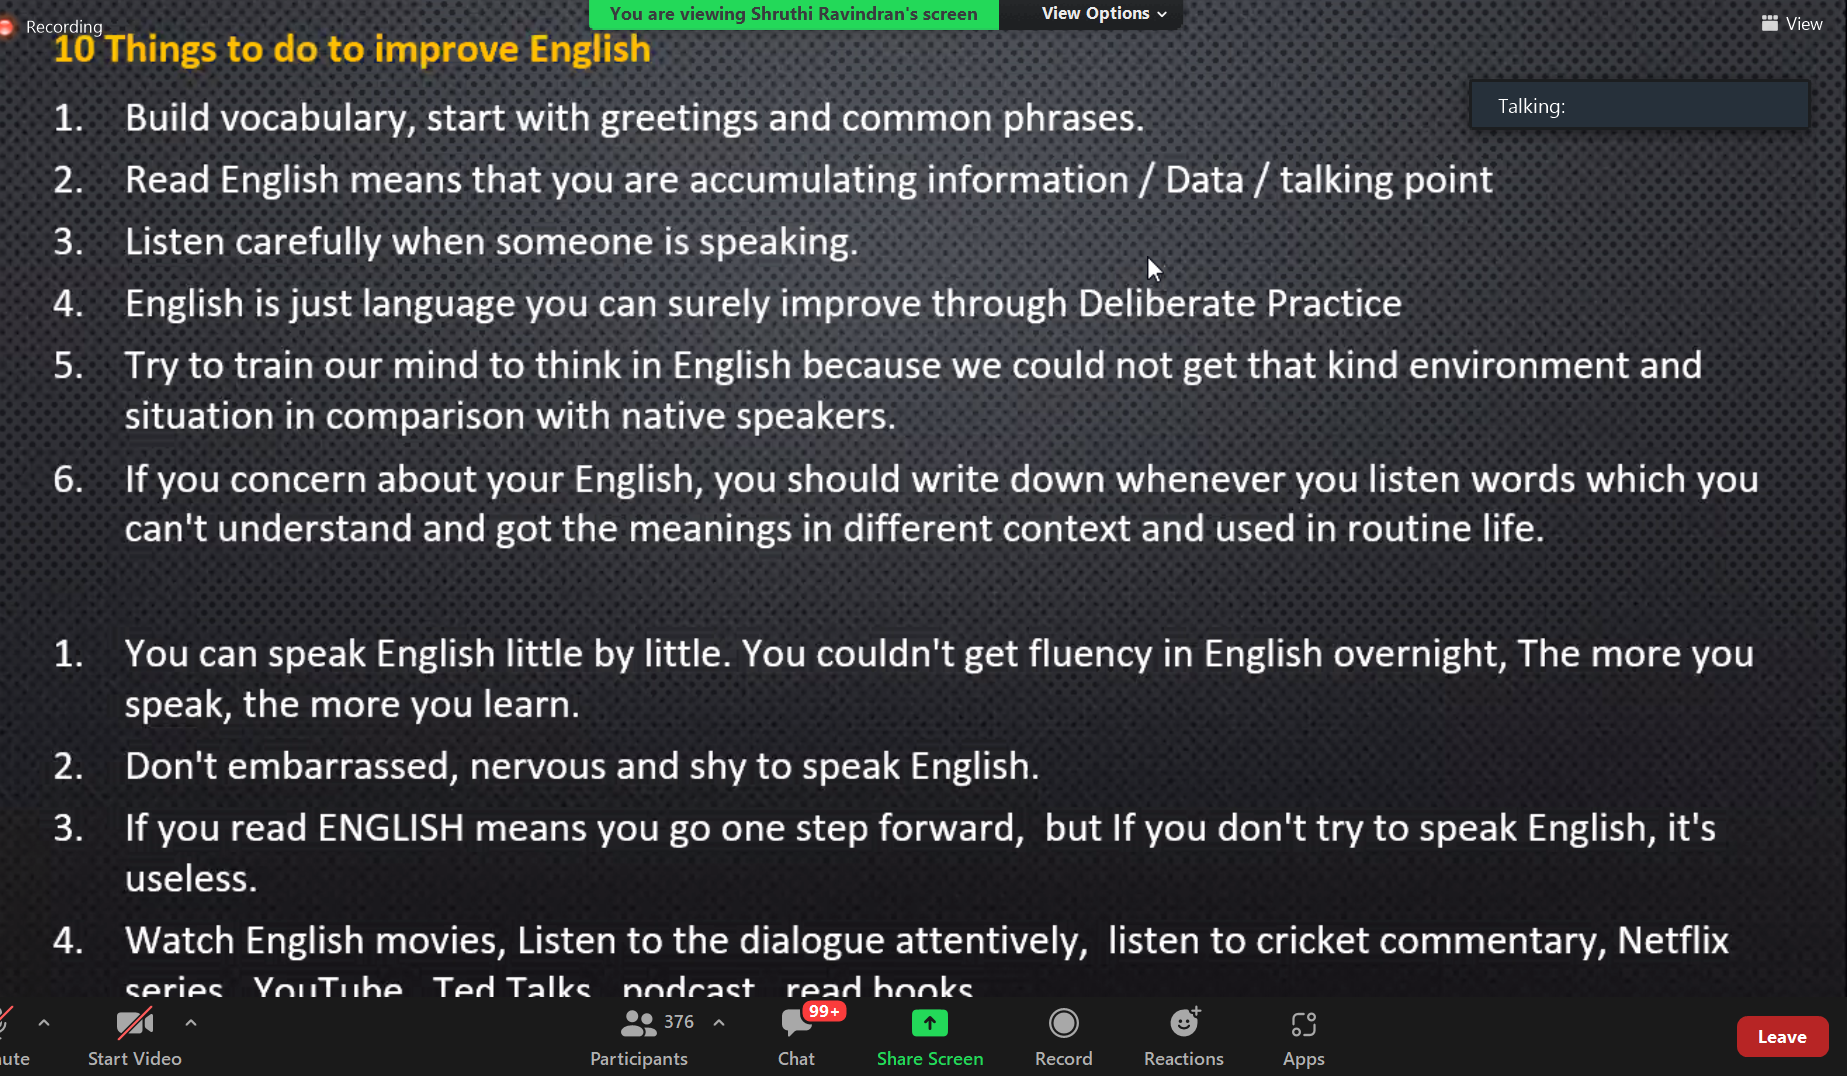 Recording
You are viewing Shruthi Ravindran's screen
View Options
View
10 Things to do to improve English
Talking:
1. Build vocabulary, start with greetings and common phrases.
2. Read English means that you are accumulating information / Data / talking point
3. Listen carefully when someone is speaking.
4. English is just language you can surely improve through Deliberate Practice
5. Try to train our mind to think in English because we could not get that kind environment and
situation in comparison with native speakers.
6. If you concern about your English, you should write down whenever you listen words which you
can't understand and got the meanings in different context and used in routine life.
1. You can speak English little by little. You couldn't get fluency in English overnight, The more you
speak, the more you learn.
2. Don't embarrassed, nervous and shy to speak English.
3. If you read ENGLISH means you go one step forward, but If you don't try to speak English, it's
useless.
4. Watch English movies, Listen to the dialogue attentively, listen to cricket commentary, Netflix
series YouTube Ted Talks podcast read books
376
99+
ute
Start Video
Participants
Chat
Share Screen
Record
Reactions
Apps
Leave